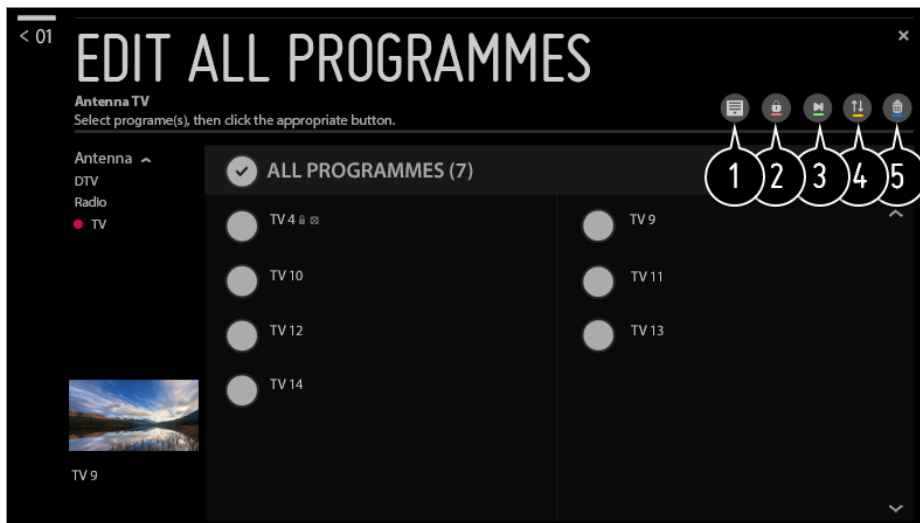 < 01
EDIT ALL PROGRAMMES
×
Antenna TV
Select programe(s), then click the appropriate button.
1 2 3 4 5
Antenna
DTV
Radio
TV
ALL PROGRAMMES (7)
TV 4
TV 9
TV 10
TV 11
TV 12
TV 13
TV 14
TV 9